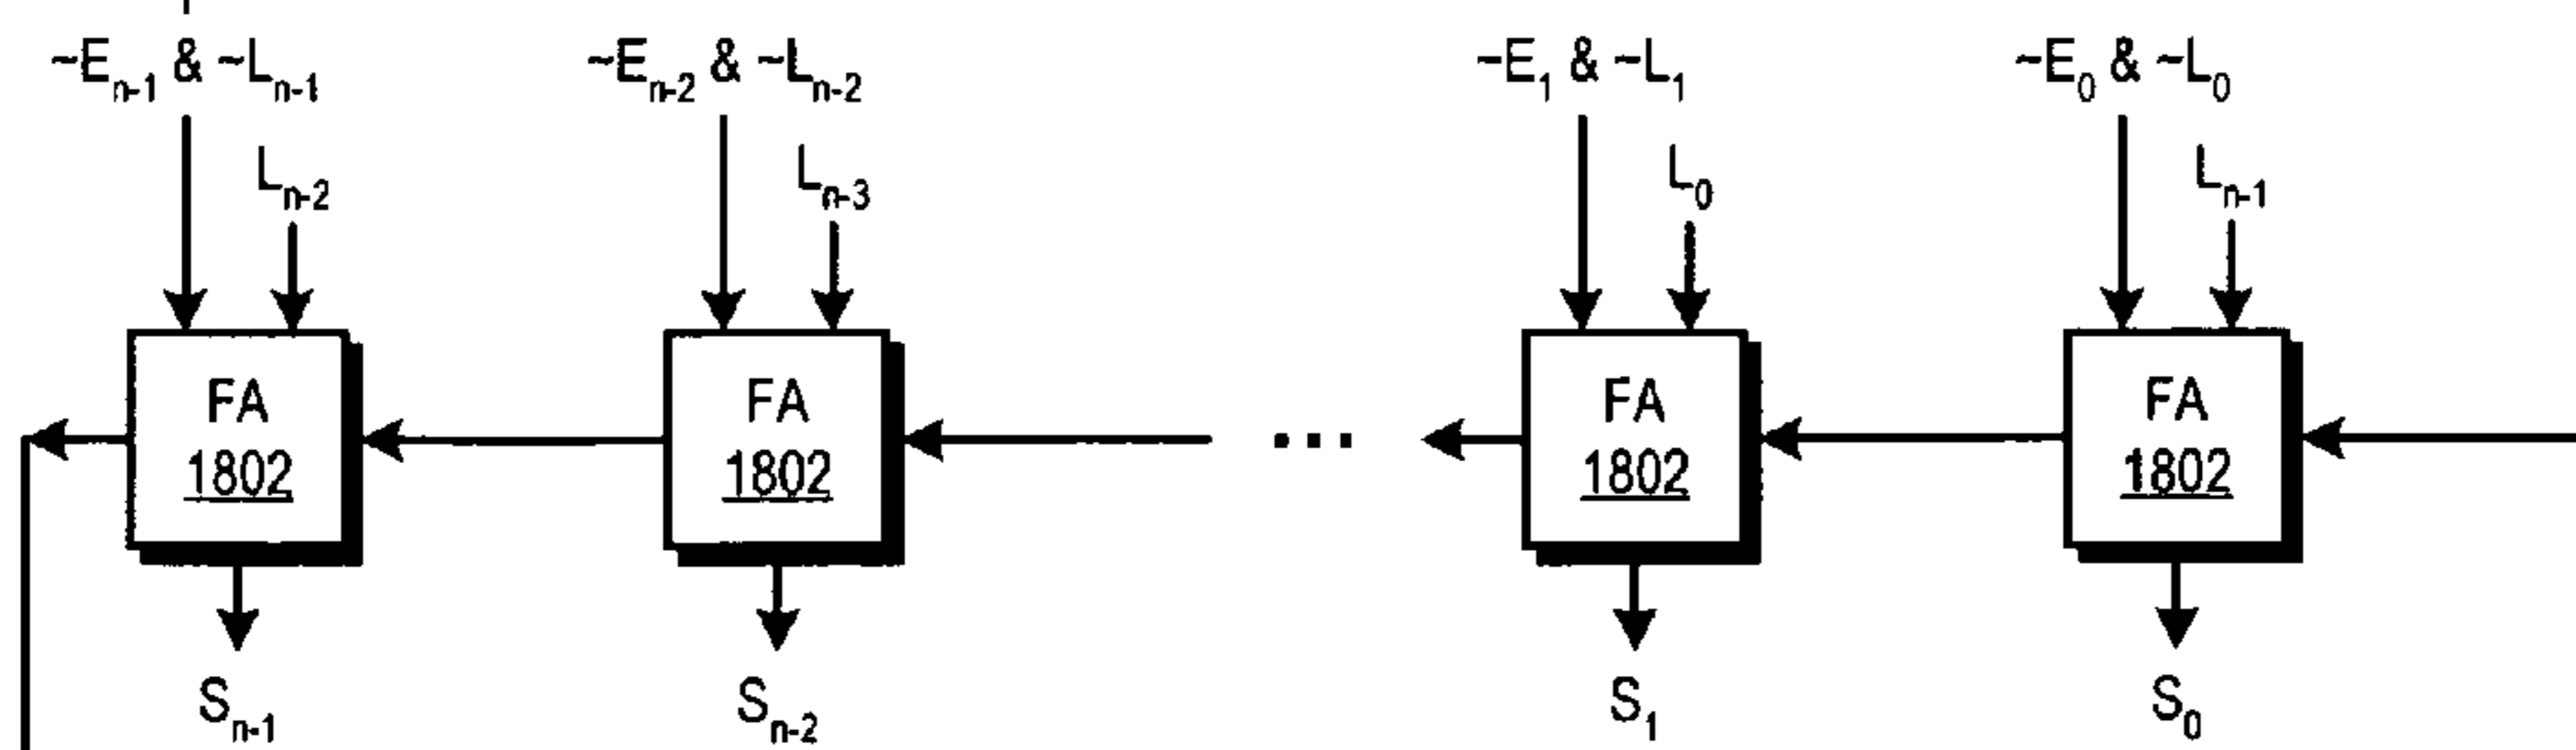 ~Eₙ₋₁ & ~Lₙ₋₁ ~Eₙ₋₂ & ~Lₙ₋₂ ~E₁ & ~L₁ ~E₀ & ~L₀
Lₙ₋₂ Lₙ₋₃ L₀ Lₙ₋₁
FA FA FA FA
1802 1802 ... 1802 1802
Sₙ₋₁ Sₙ₋₂ S₁ S₀